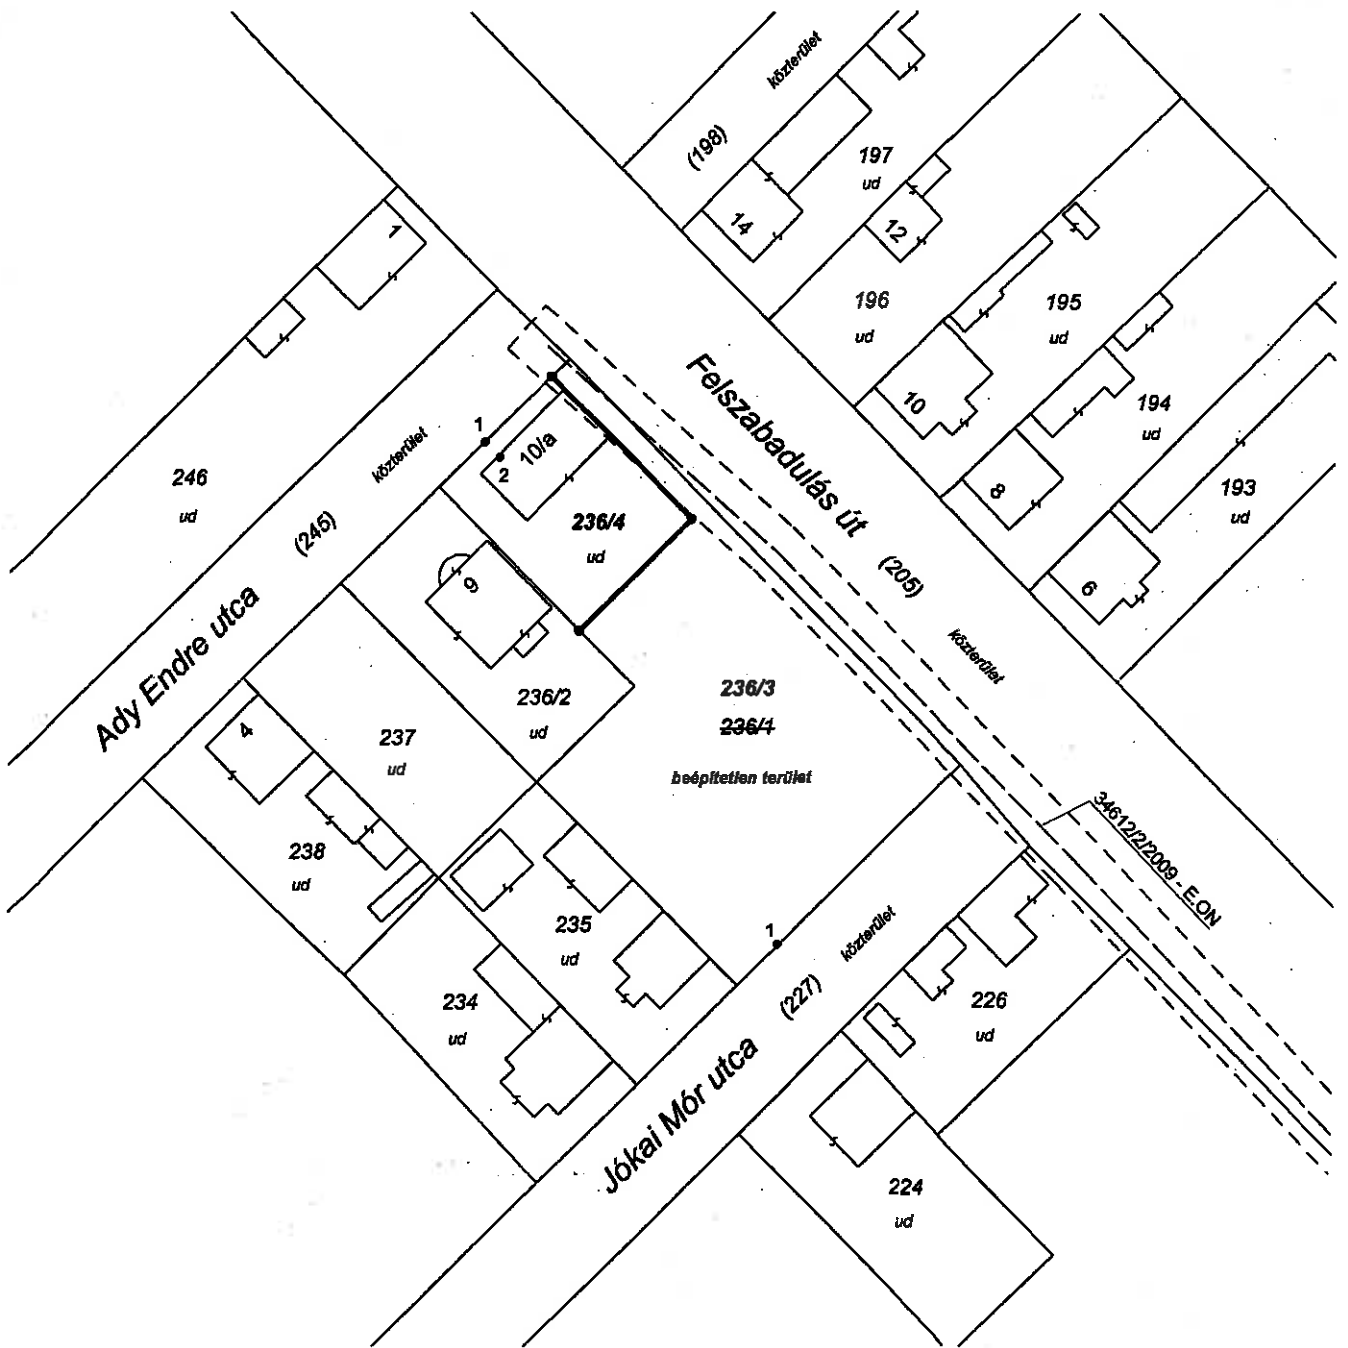 közterület
(198)
197
ud
14
12
1
196
ud
195
ud
10
194
ud
Felszabadulás út
(205)
közterület
8
193
ud
6
1
közterület
10/a
2
246
ud
(245)
236/4
ud
9
Ady Endre utca
236/2
ud
236/3
236/1
beépítetlen terület
4
237
ud
238
ud
34612/2/2009 - E.ON
235
ud
1
közterület
(227)
234
ud
226
ud
Jókai Mór utca
224
ud